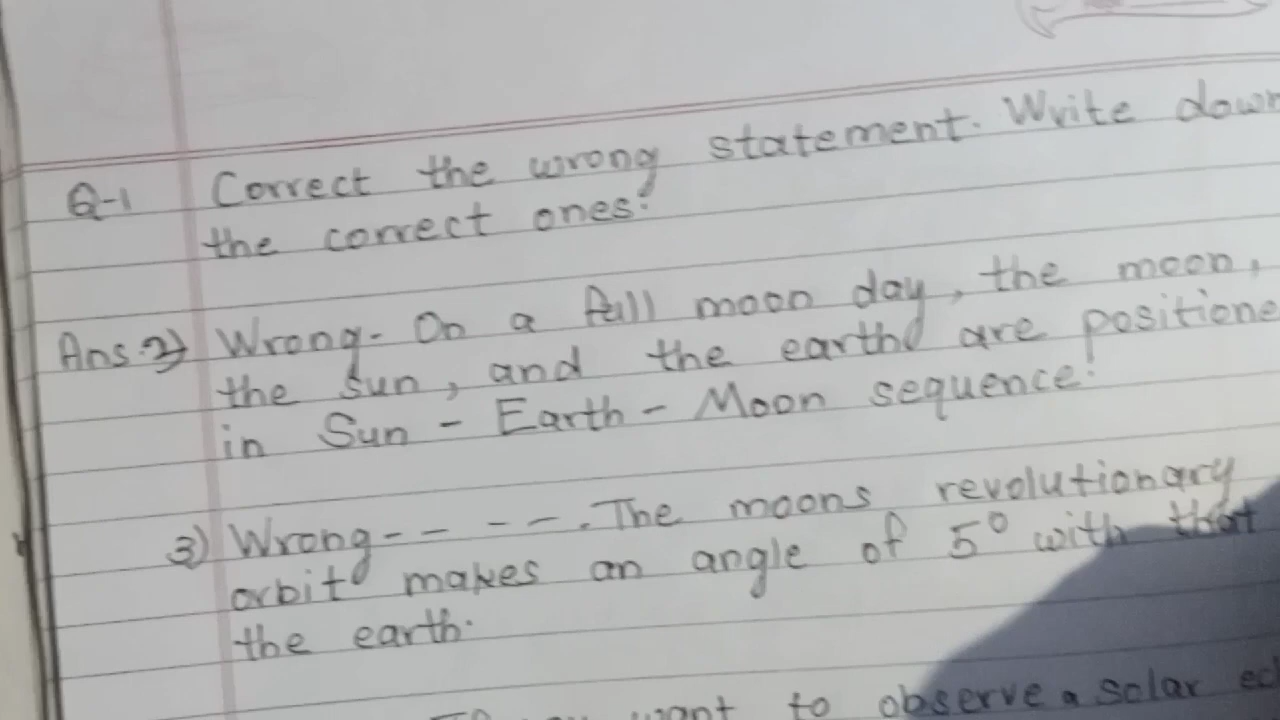 Q-1 Correct the wrong statement. Write down
the correct ones:
Ans.2) Wrong- On a full moon day, the moon,
the sun, and the earth are positione
in Sun - Earth - Moon sequence.
3) Wrong- - - - -. The moons revolutionary
orbit makes an angle of 5° with that
the earth.
want to observe a solar ecl